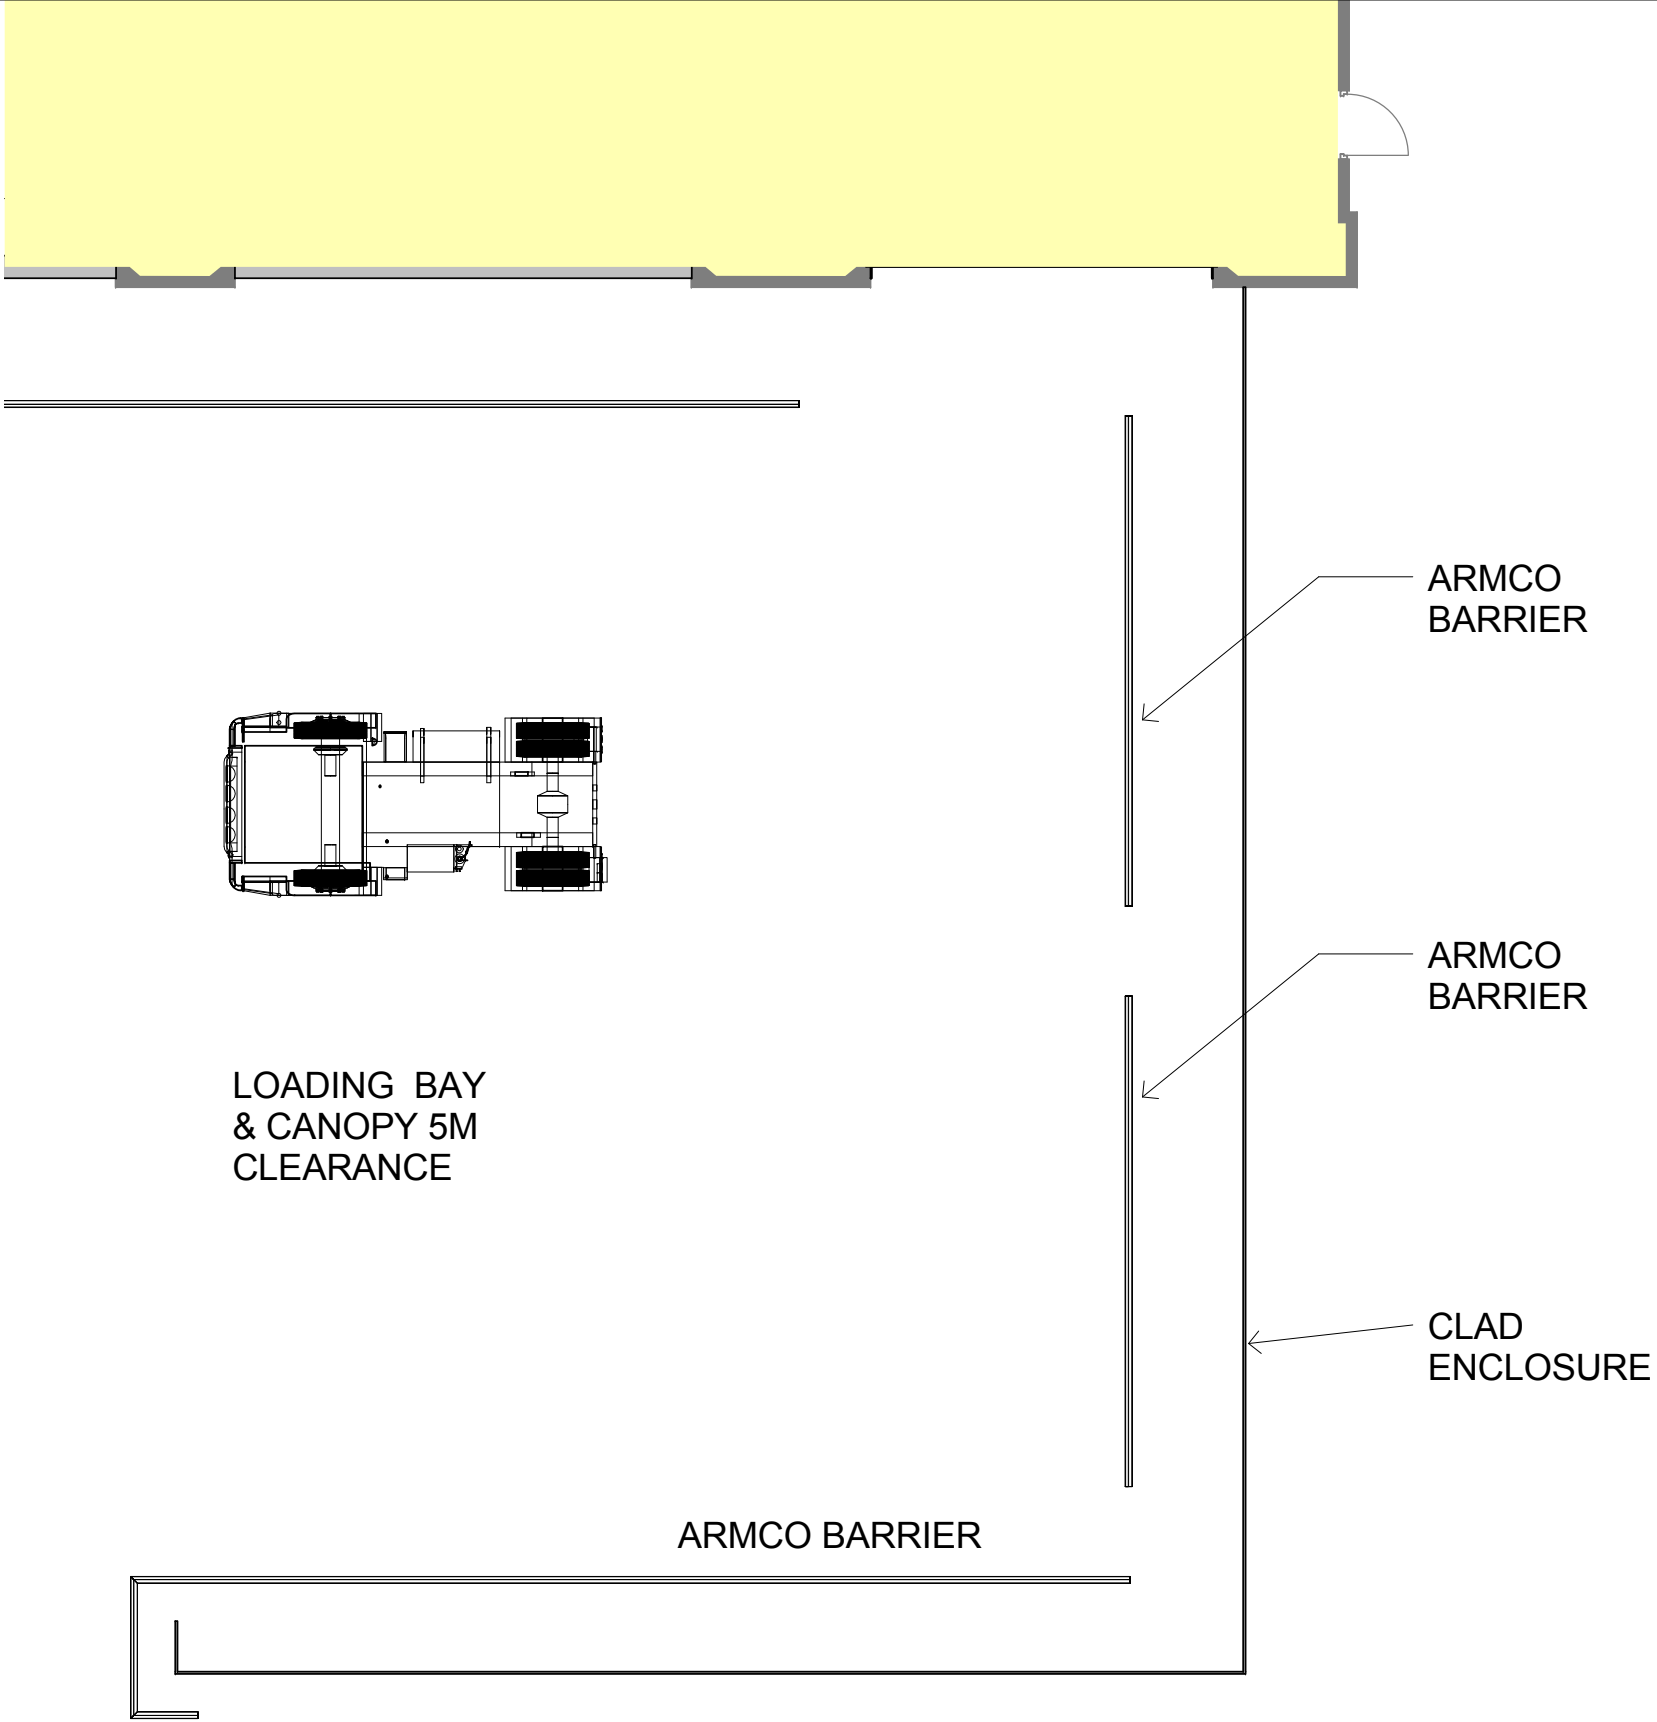 ARMCO
BARRIER
ARMCO
BARRIER
LOADING BAY
& CANOPY 5M
CLEARANCE
CLAD
ENCLOSURE
ARMCO BARRIER